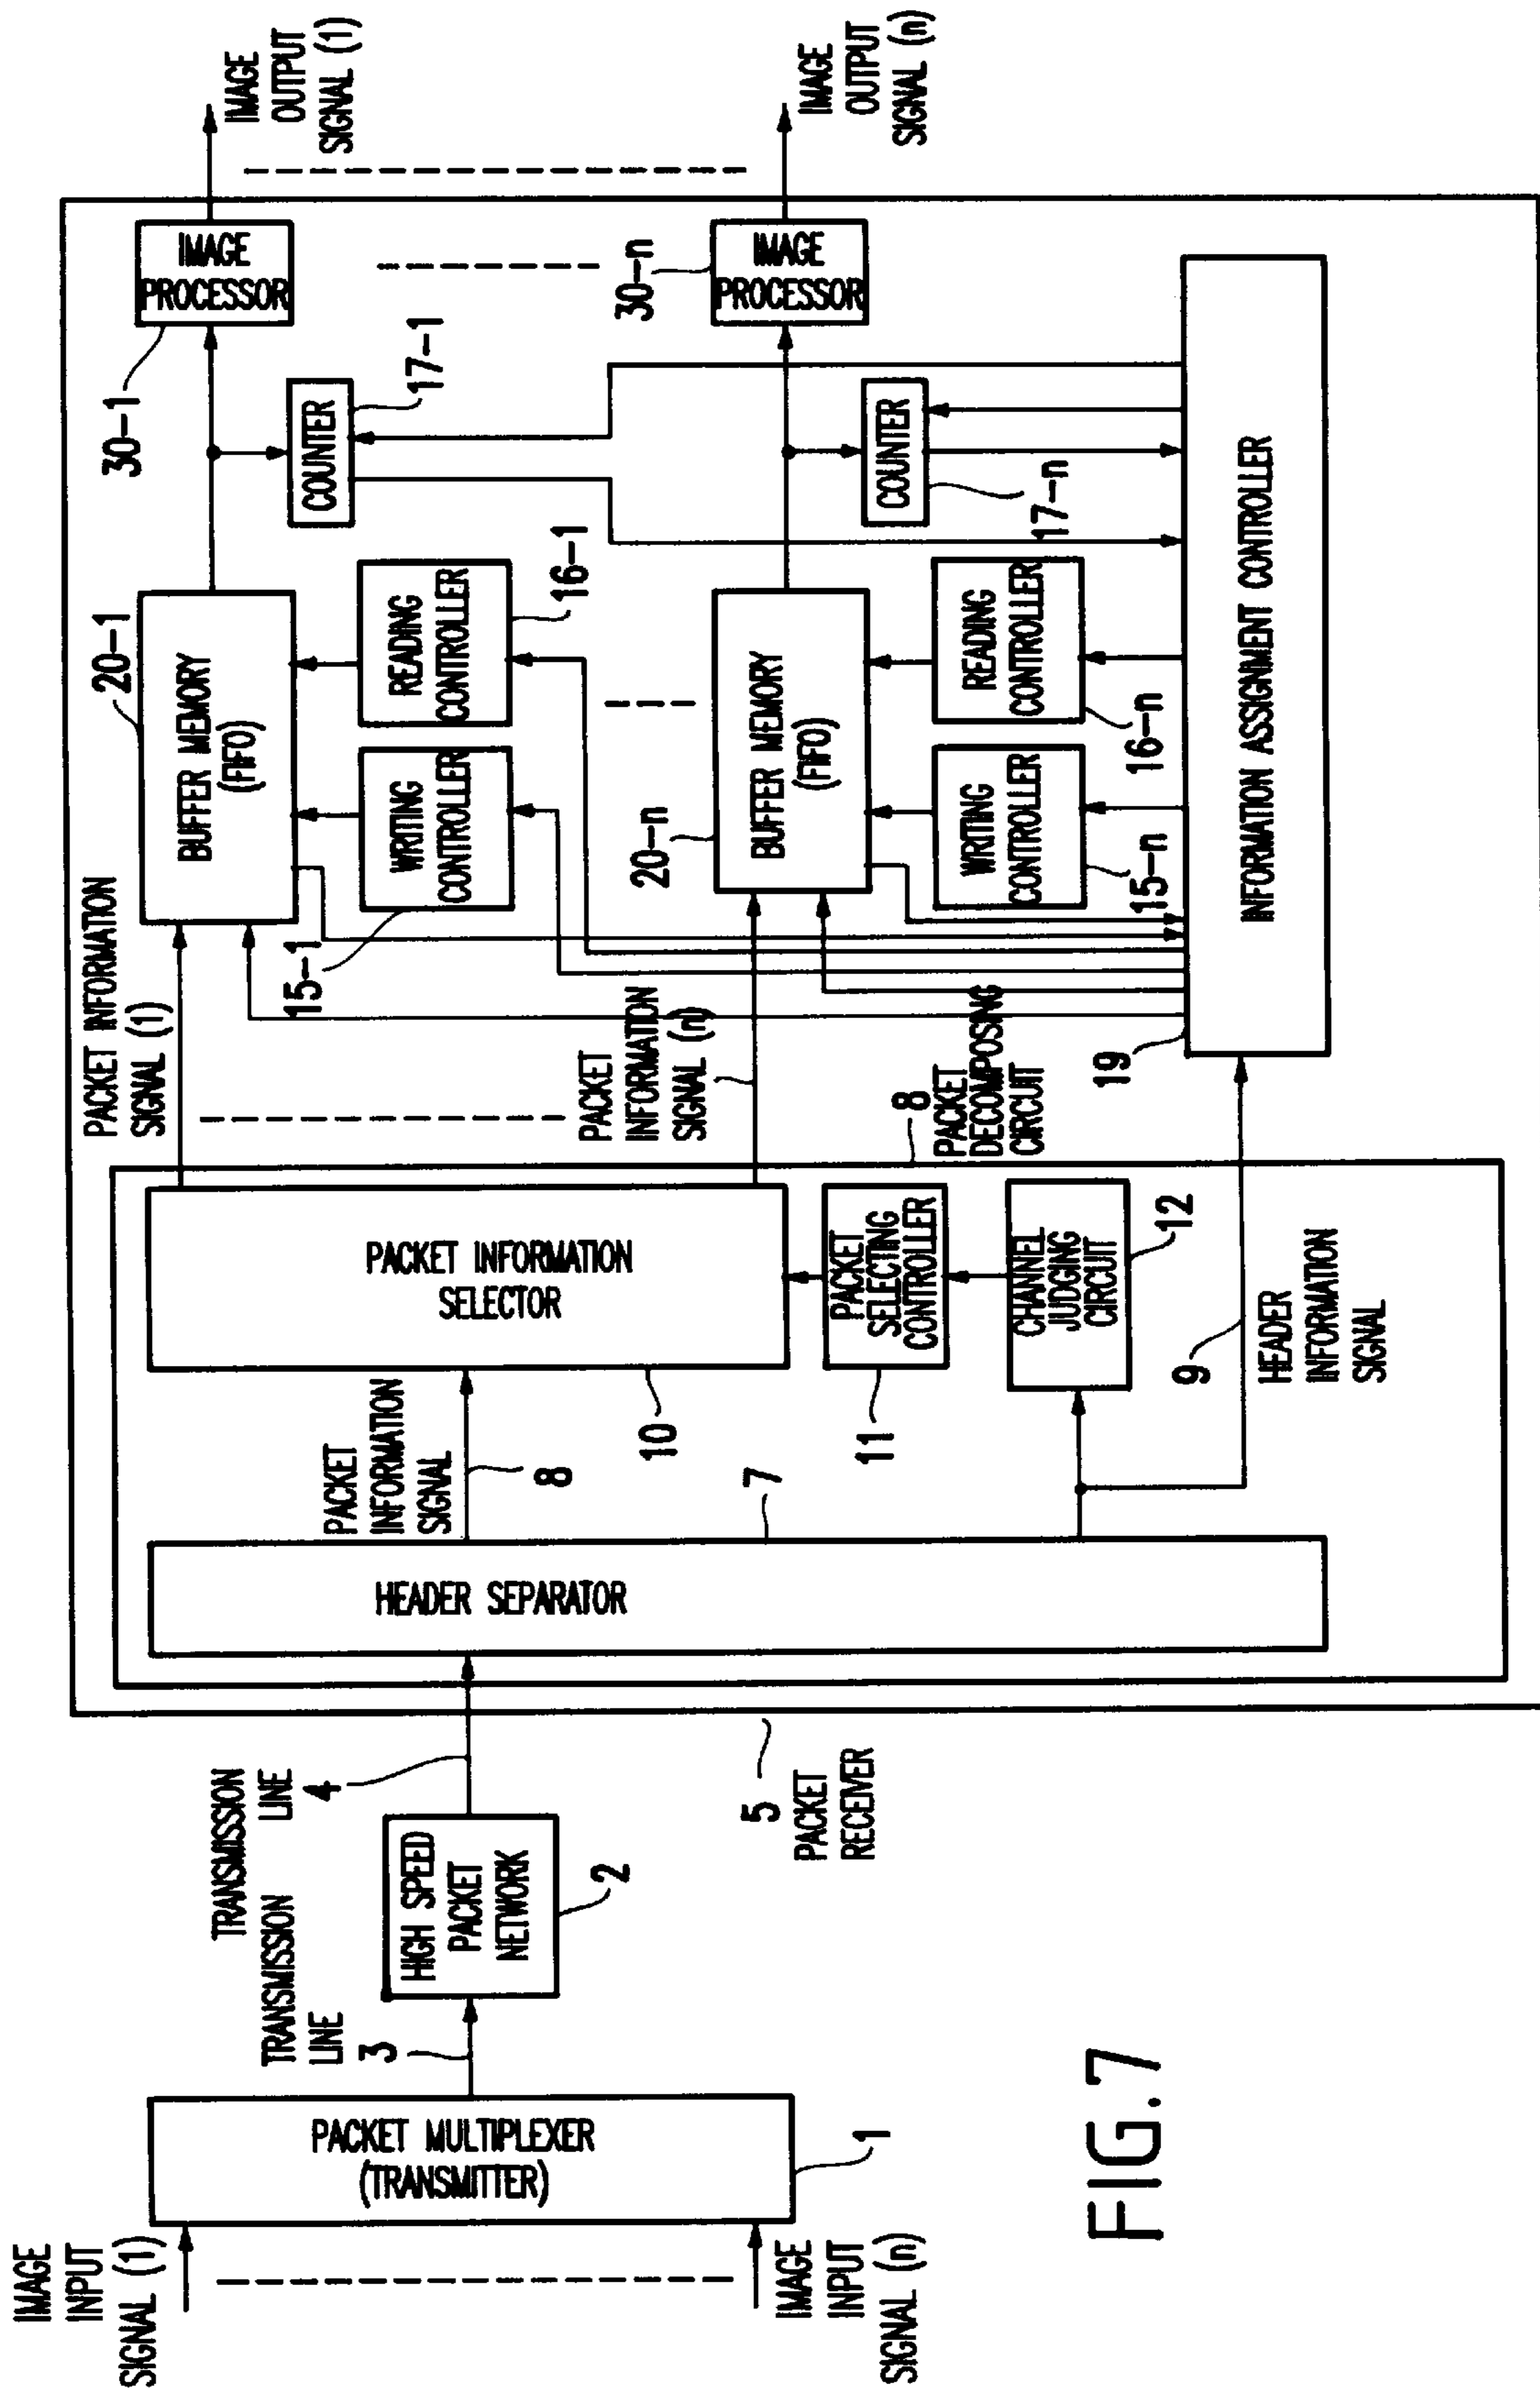 IMAGE
INPUT
SIGNAL (1)
IMAGE
INPUT
SIGNAL (n)
PACKET MULTIPLEXER
(TRANSMITTER)
1
TRANSMISSION
LINE
3
HIGH SPEED
PACKET
NETWORK
2
TRANSMISSION
LINE
4
5
PACKET
RECEIVER
HEADER SEPARATOR
7
PACKET
INFORMATION
SIGNAL
8
PACKET INFORMATION
SELECTOR
10
PACKET
SELECTING
CONTROLLER
11
CHANNEL
JUDGING
CIRCUIT
12
9
HEADER
INFORMATION
SIGNAL
8
PACKET
DECOMPOSING
CIRCUIT
PACKET INFORMATION
SIGNAL (1)
PACKET
INFORMATION
SIGNAL (n)
20-1
BUFFER MEMORY
(FIFO)
WRITING
CONTROLLER
15-1
READING
CONTROLLER
16-1
COUNTER
17-1
30-1
IMAGE
PROCESSOR
IMAGE
OUTPUT
SIGNAL (1)
20-n
BUFFER MEMORY
(FIFO)
WRITING
CONTROLLER
15-n
READING
CONTROLLER
16-n
COUNTER
17-n
30-n
IMAGE
PROCESSOR
IMAGE
OUTPUT
SIGNAL (n)
19
INFORMATION ASSIGNMENT CONTROLLER
FIG.7